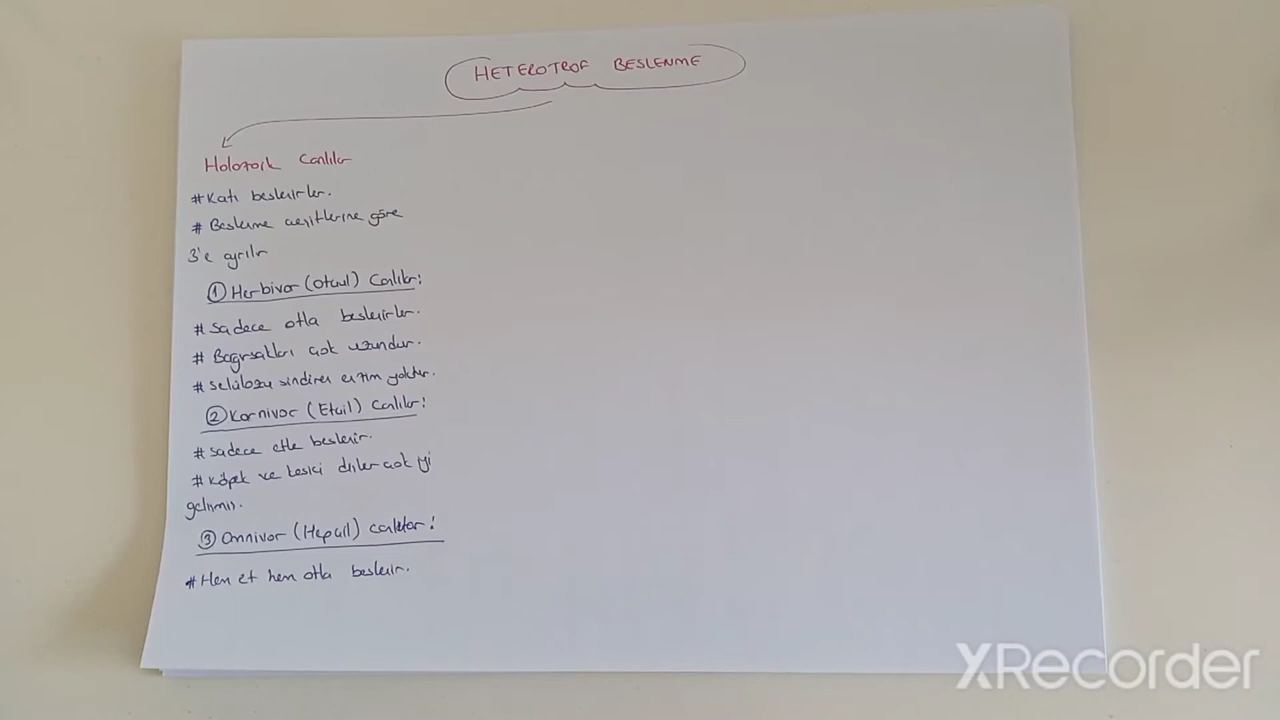 HETEROTROF BESLENME
Holozoik Canlılar
#Katı beslenirler.
# Beslenme çeşitlerine göre
3'e ayrılır
① Herbivor (otçul) Canlılar:
# Sadece otla beslenirler.
# Bağırsakları çok uzundur.
# selülozu sindiren enzim yoktur.
② Karnivor (Etçil) Canlılar:
# Sadece etle beslenir.
# Köpek ve kesici dişler çok iyi
gelişmiş.
③ Omnivor (Hepçil) canlılar:
# Hem et hem otla beslenir.
XRecorder